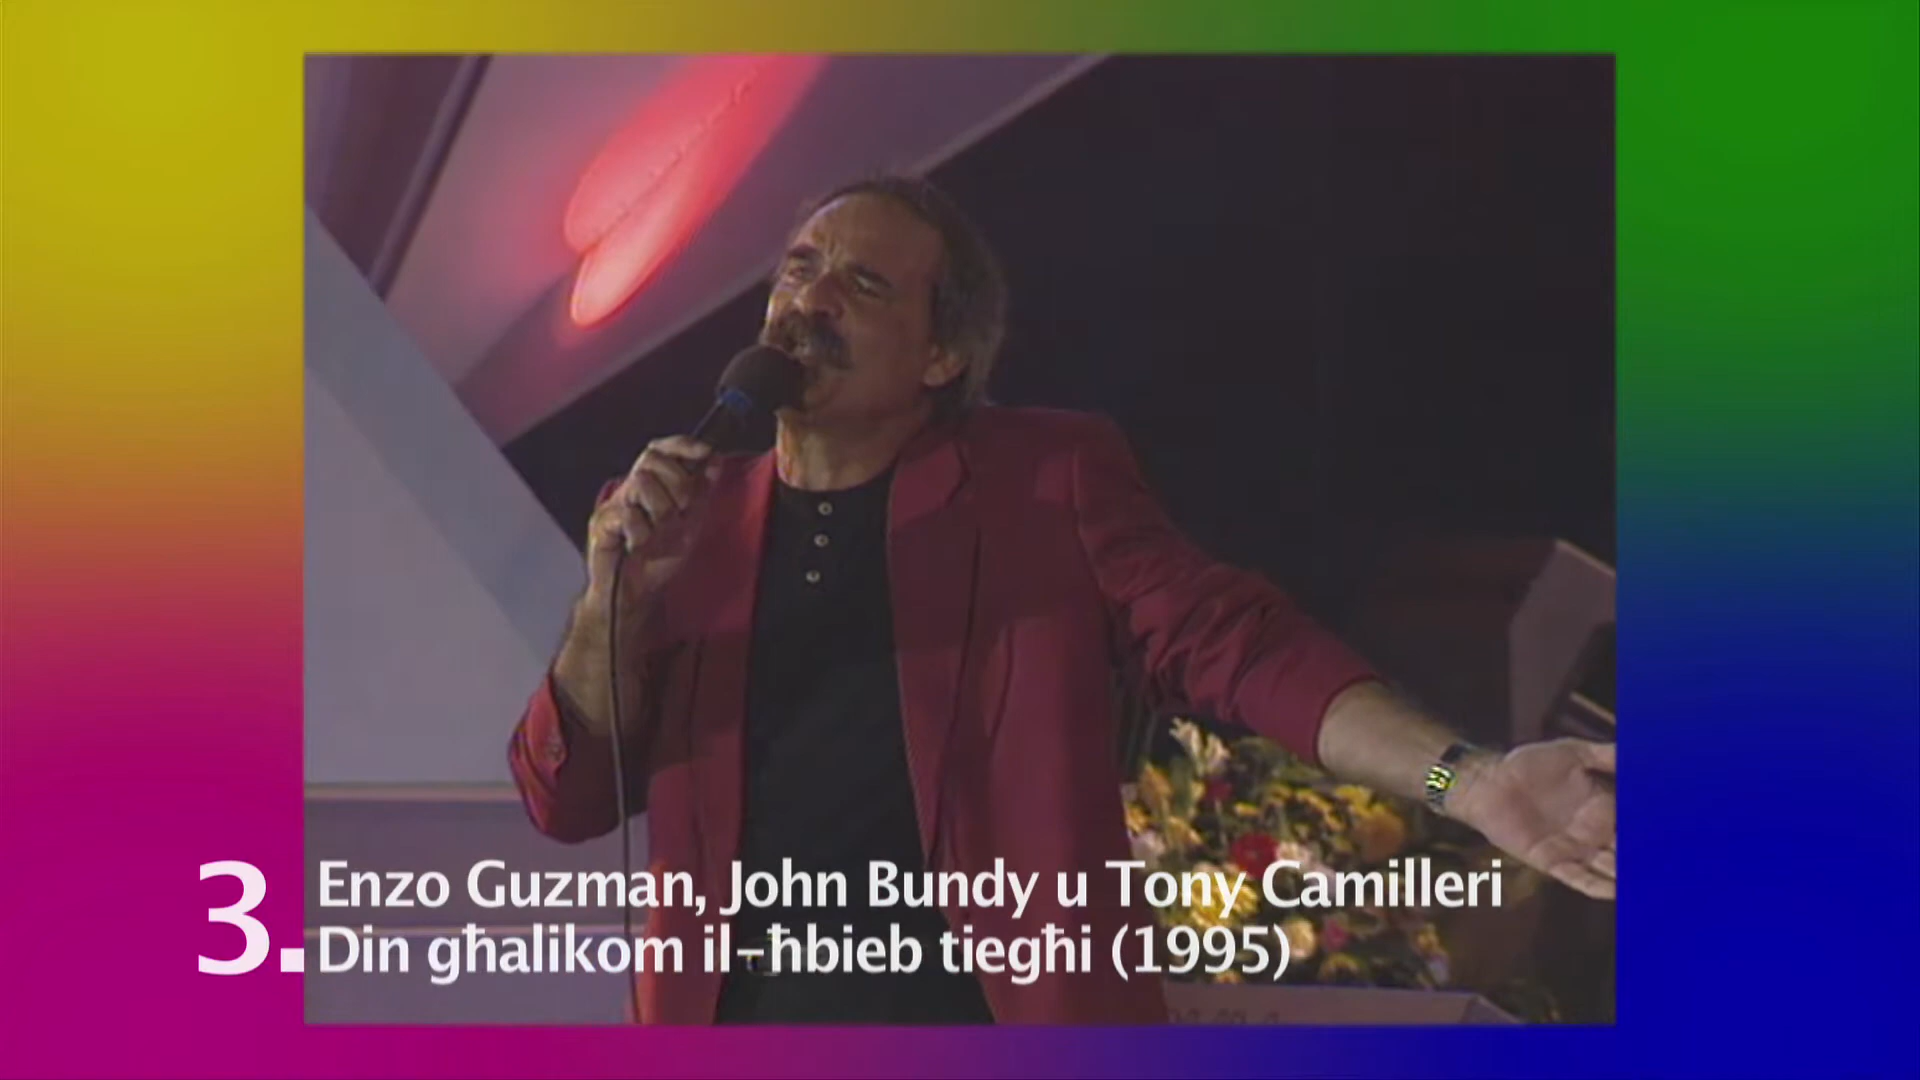 3. Enzo Guzman, John Bundy u Tony Camilleri
Din għalikom il-ħbieb tiegħi (1995)